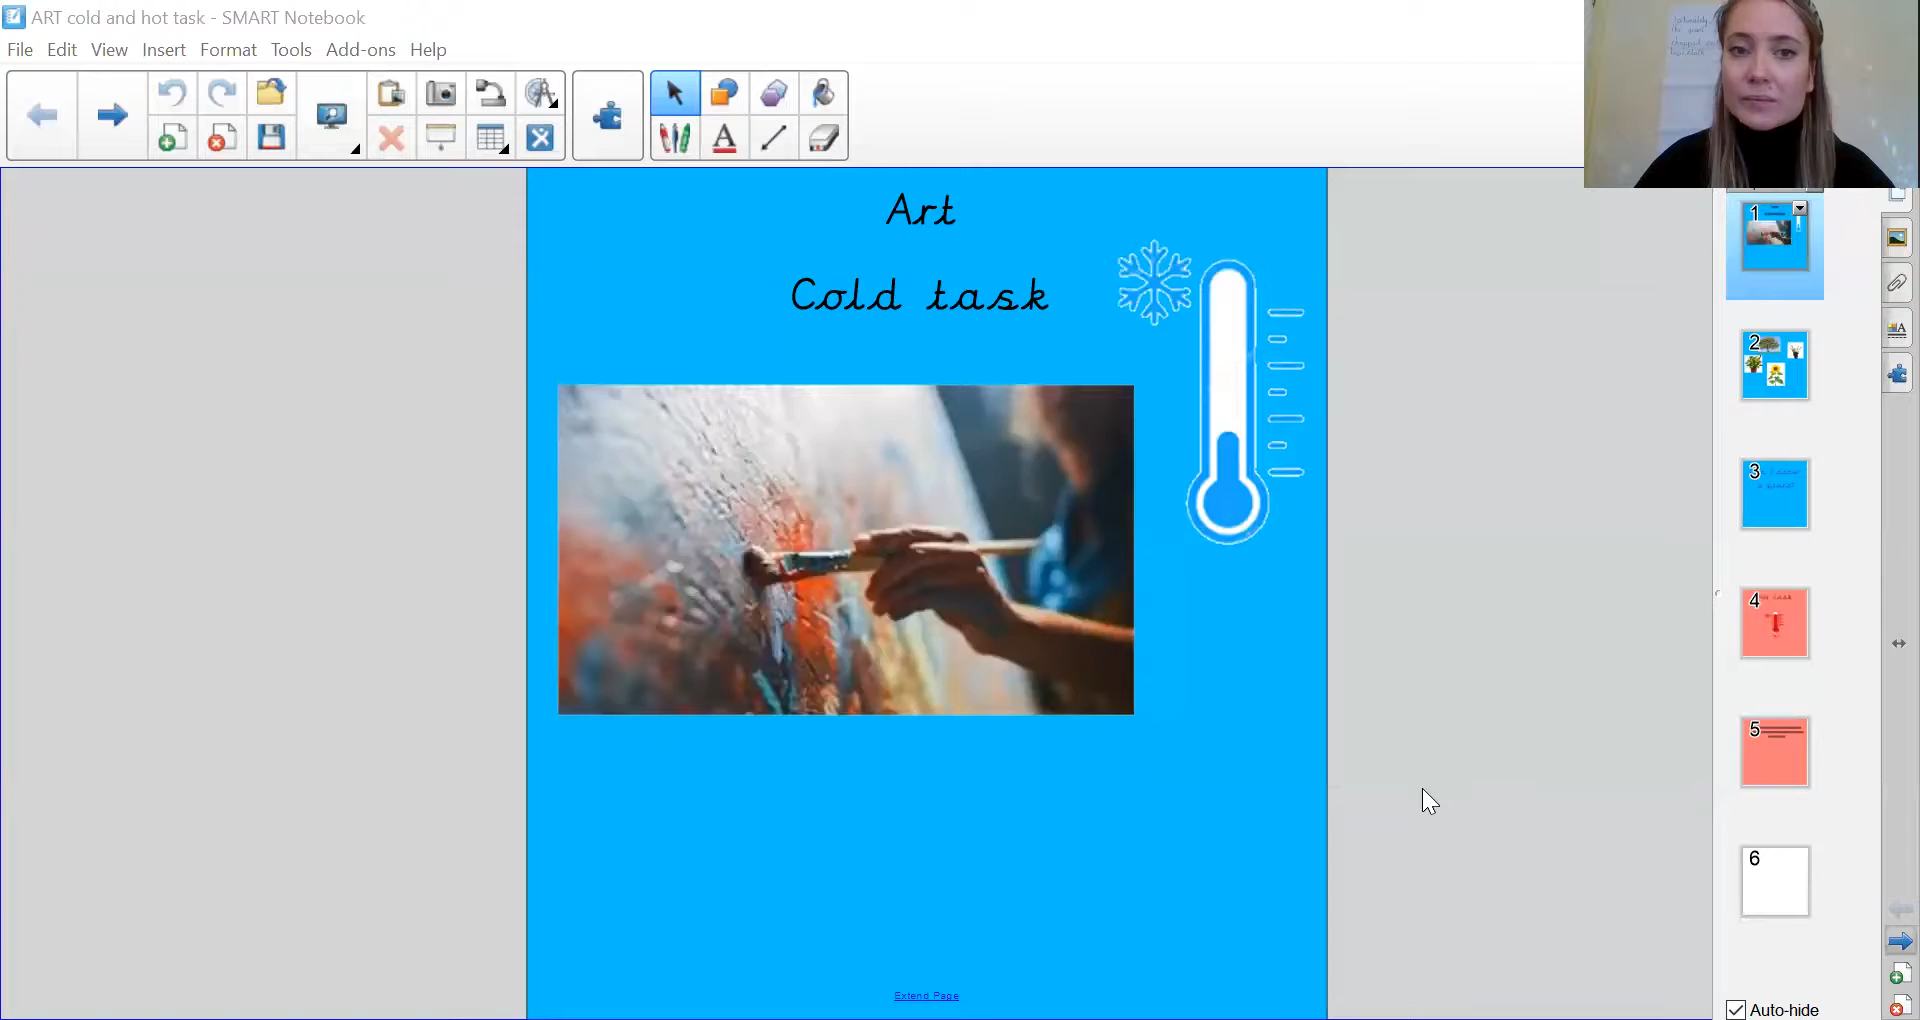 ART cold and hot task - SMART Notebook
File Edit View Insert Format Tools Add-ons Help
Art
Cold task
Extend Page
1
2
3
4
5
6
Auto-hide